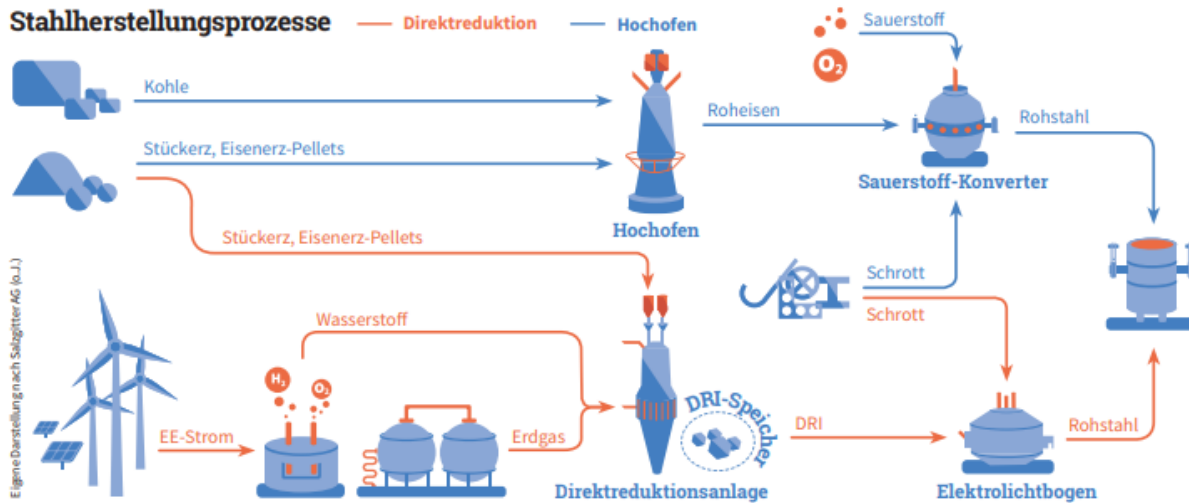 Stahlherstellungsprozesse
Direktreduktion
Hochofen
Sauerstoff
O₂
Kohle
Roheisen
Rohstahl
Stückerz, Eisenerz-Pellets
Sauerstoff-Konverter
Hochofen
Stückerz, Eisenerz-Pellets
Schrott
Schrott
Wasserstoff
H₂
O₂
DRI-Speicher
EE-Strom
Erdgas
DRI
Rohstahl
Direktreduktionsanlage
Elektrolichtbogen
Eigene Darstellung nach Salzgitter AG (o.J.)